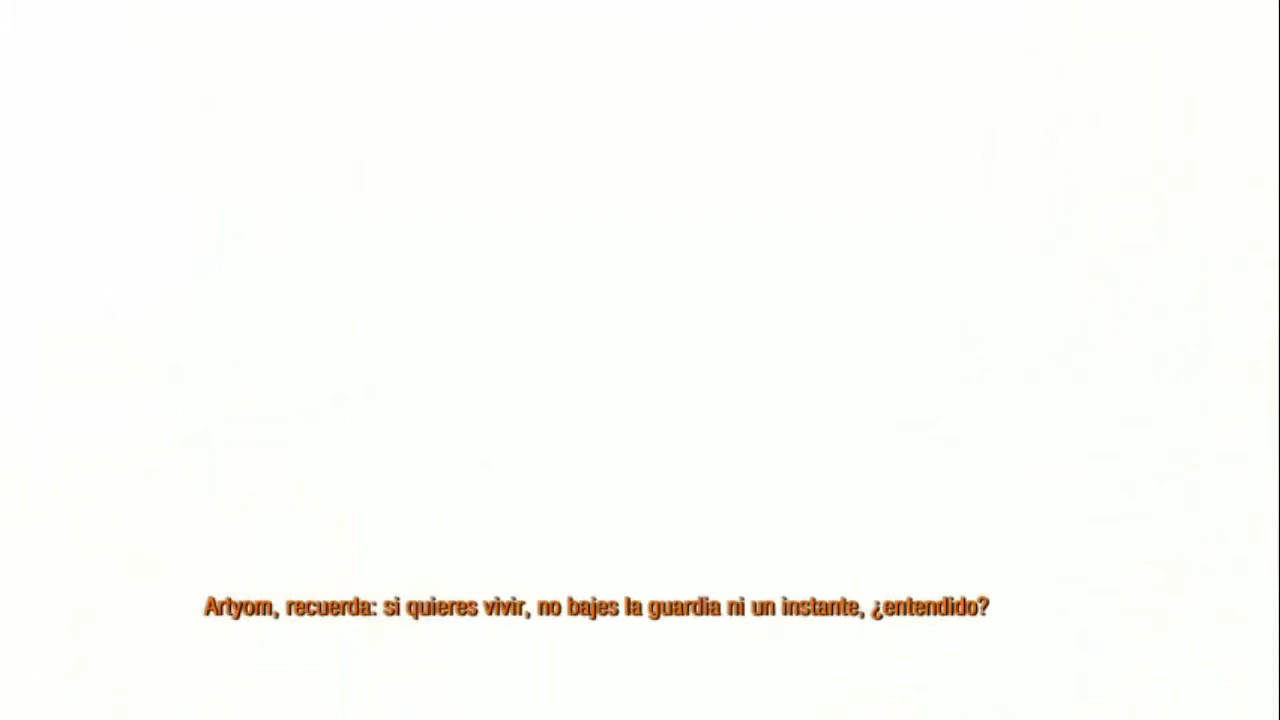 Artyom, recuerda: si quieres vivir, no bajes la guardia ni un instante, ¿entendido?